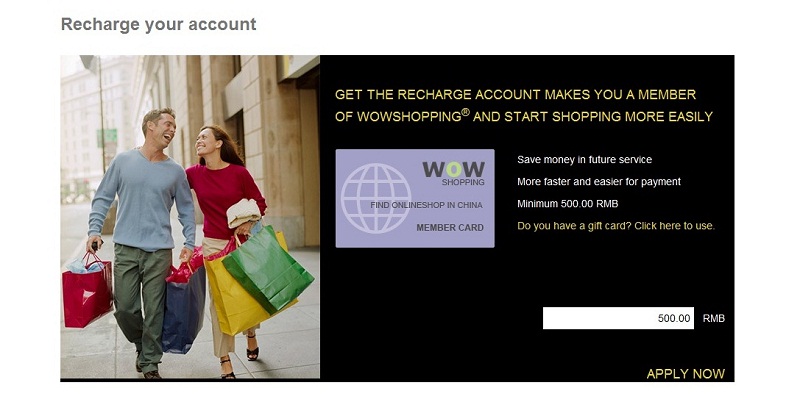 Recharge your account
GET THE RECHARGE ACCOUNT MAKES YOU A MEMBER
OF WOWSHOPPING® AND START SHOPPING MORE EASILY
WOW
SHOPPING
FIND ONLINESHOP IN CHINA
MEMBER CARD
Save money in future service
More faster and easier for payment
Minimum 500.00 RMB
Do you have a gift card? Click here to use.
500.00 RMB
APPLY NOW